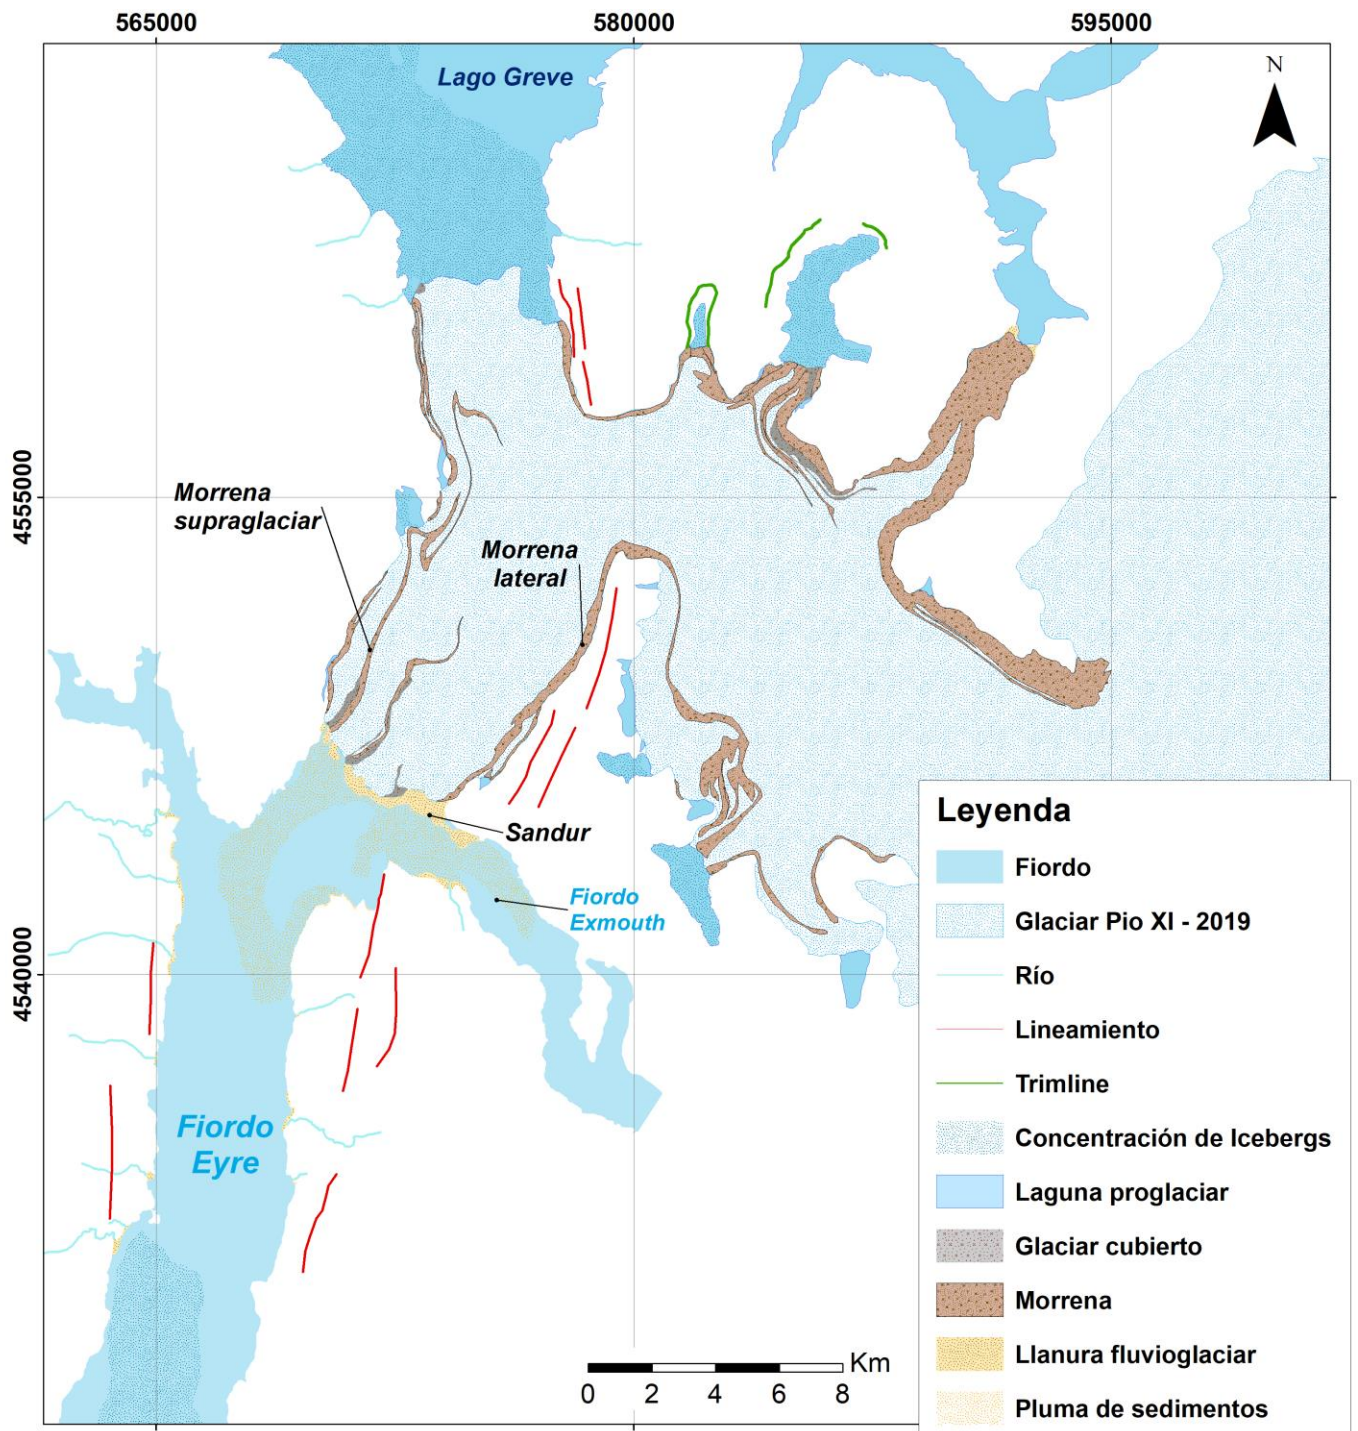 565000
580000
595000
Lago Greve
N
4555000
Morrena
supraglaciar
Morrena
lateral
Sandur
Fiordo
Exmouth
4540000
Fiordo
Eyre
Leyenda
Fiordo
Glaciar Pio XI - 2019
Río
Lineamiento
Trimline
Concentración de Icebergs
Laguna proglaciar
Glaciar cubierto
Morrena
Llanura fluvioglaciar
Pluma de sedimentos
Km
0 2 4 6 8